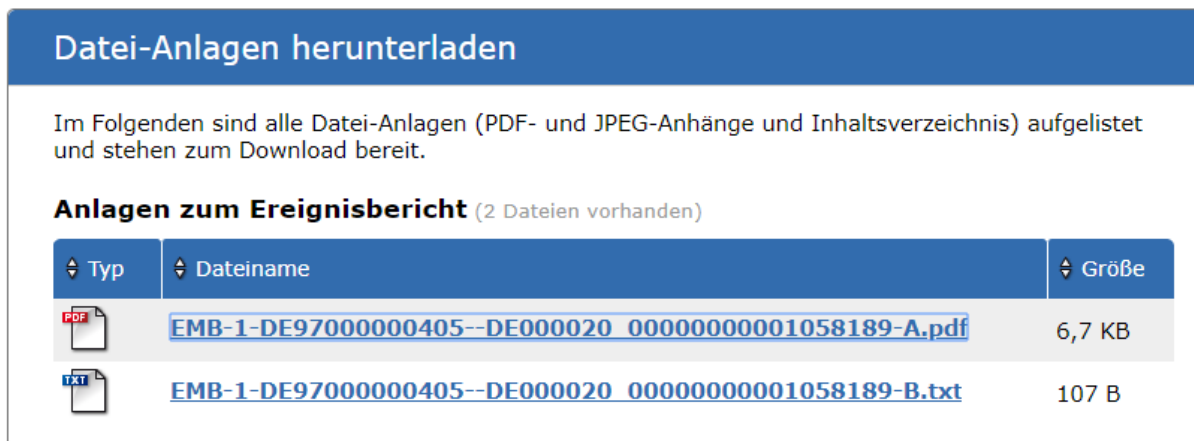 Datei-Anlagen herunterladen
Im Folgenden sind alle Datei-Anlagen (PDF- und JPEG-Anhänge und Inhaltsverzeichnis) aufgelistet
und stehen zum Download bereit.
Anlagen zum Ereignisbericht (2 Dateien vorhanden)
Typ Dateiname Größe
PDF EMB-1-DE97000000405--DE000020_00000000001058189-A.pdf 6,7 KB
TXT EMB-1-DE97000000405--DE000020_00000000001058189-B.txt 107 B